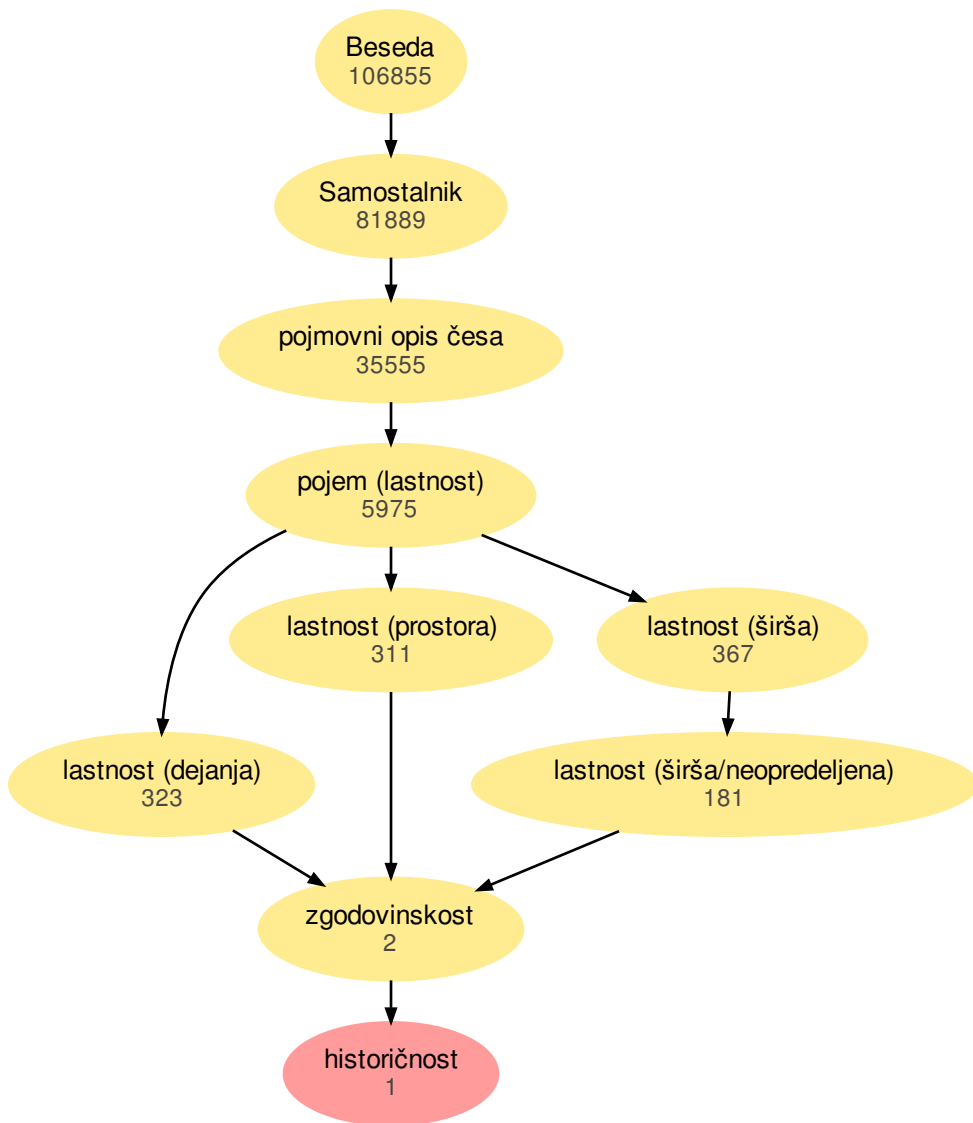 Beseda
106855
Samostalnik
81889
pojmovni opis česa
35555
pojem (lastnost)
5975
lastnost (prostora)
311
lastnost (širša)
367
lastnost (dejanja)
323
lastnost (širša/neopredeljena)
181
zgodovinskost
2
historičnost
1